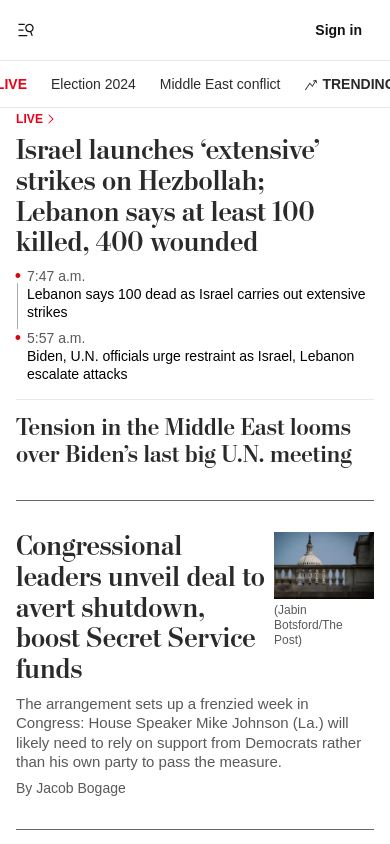 Sign in
LIVE
Election 2024
Middle East conflict
TRENDING
LIVE
Israel launches ‘extensive’
strikes on Hezbollah;
Lebanon says at least 100
killed, 400 wounded
7:47 a.m.
Lebanon says 100 dead as Israel carries out extensive
strikes
5:57 a.m.
Biden, U.N. officials urge restraint as Israel, Lebanon
escalate attacks
Tension in the Middle East looms
over Biden’s last big U.N. meeting
Congressional
leaders unveil deal to
avert shutdown,
boost Secret Service
funds
(Jabin
Botsford/The
Post)
The arrangement sets up a frenzied week in
Congress: House Speaker Mike Johnson (La.) will
likely need to rely on support from Democrats rather
than his own party to pass the measure.
By Jacob Bogage